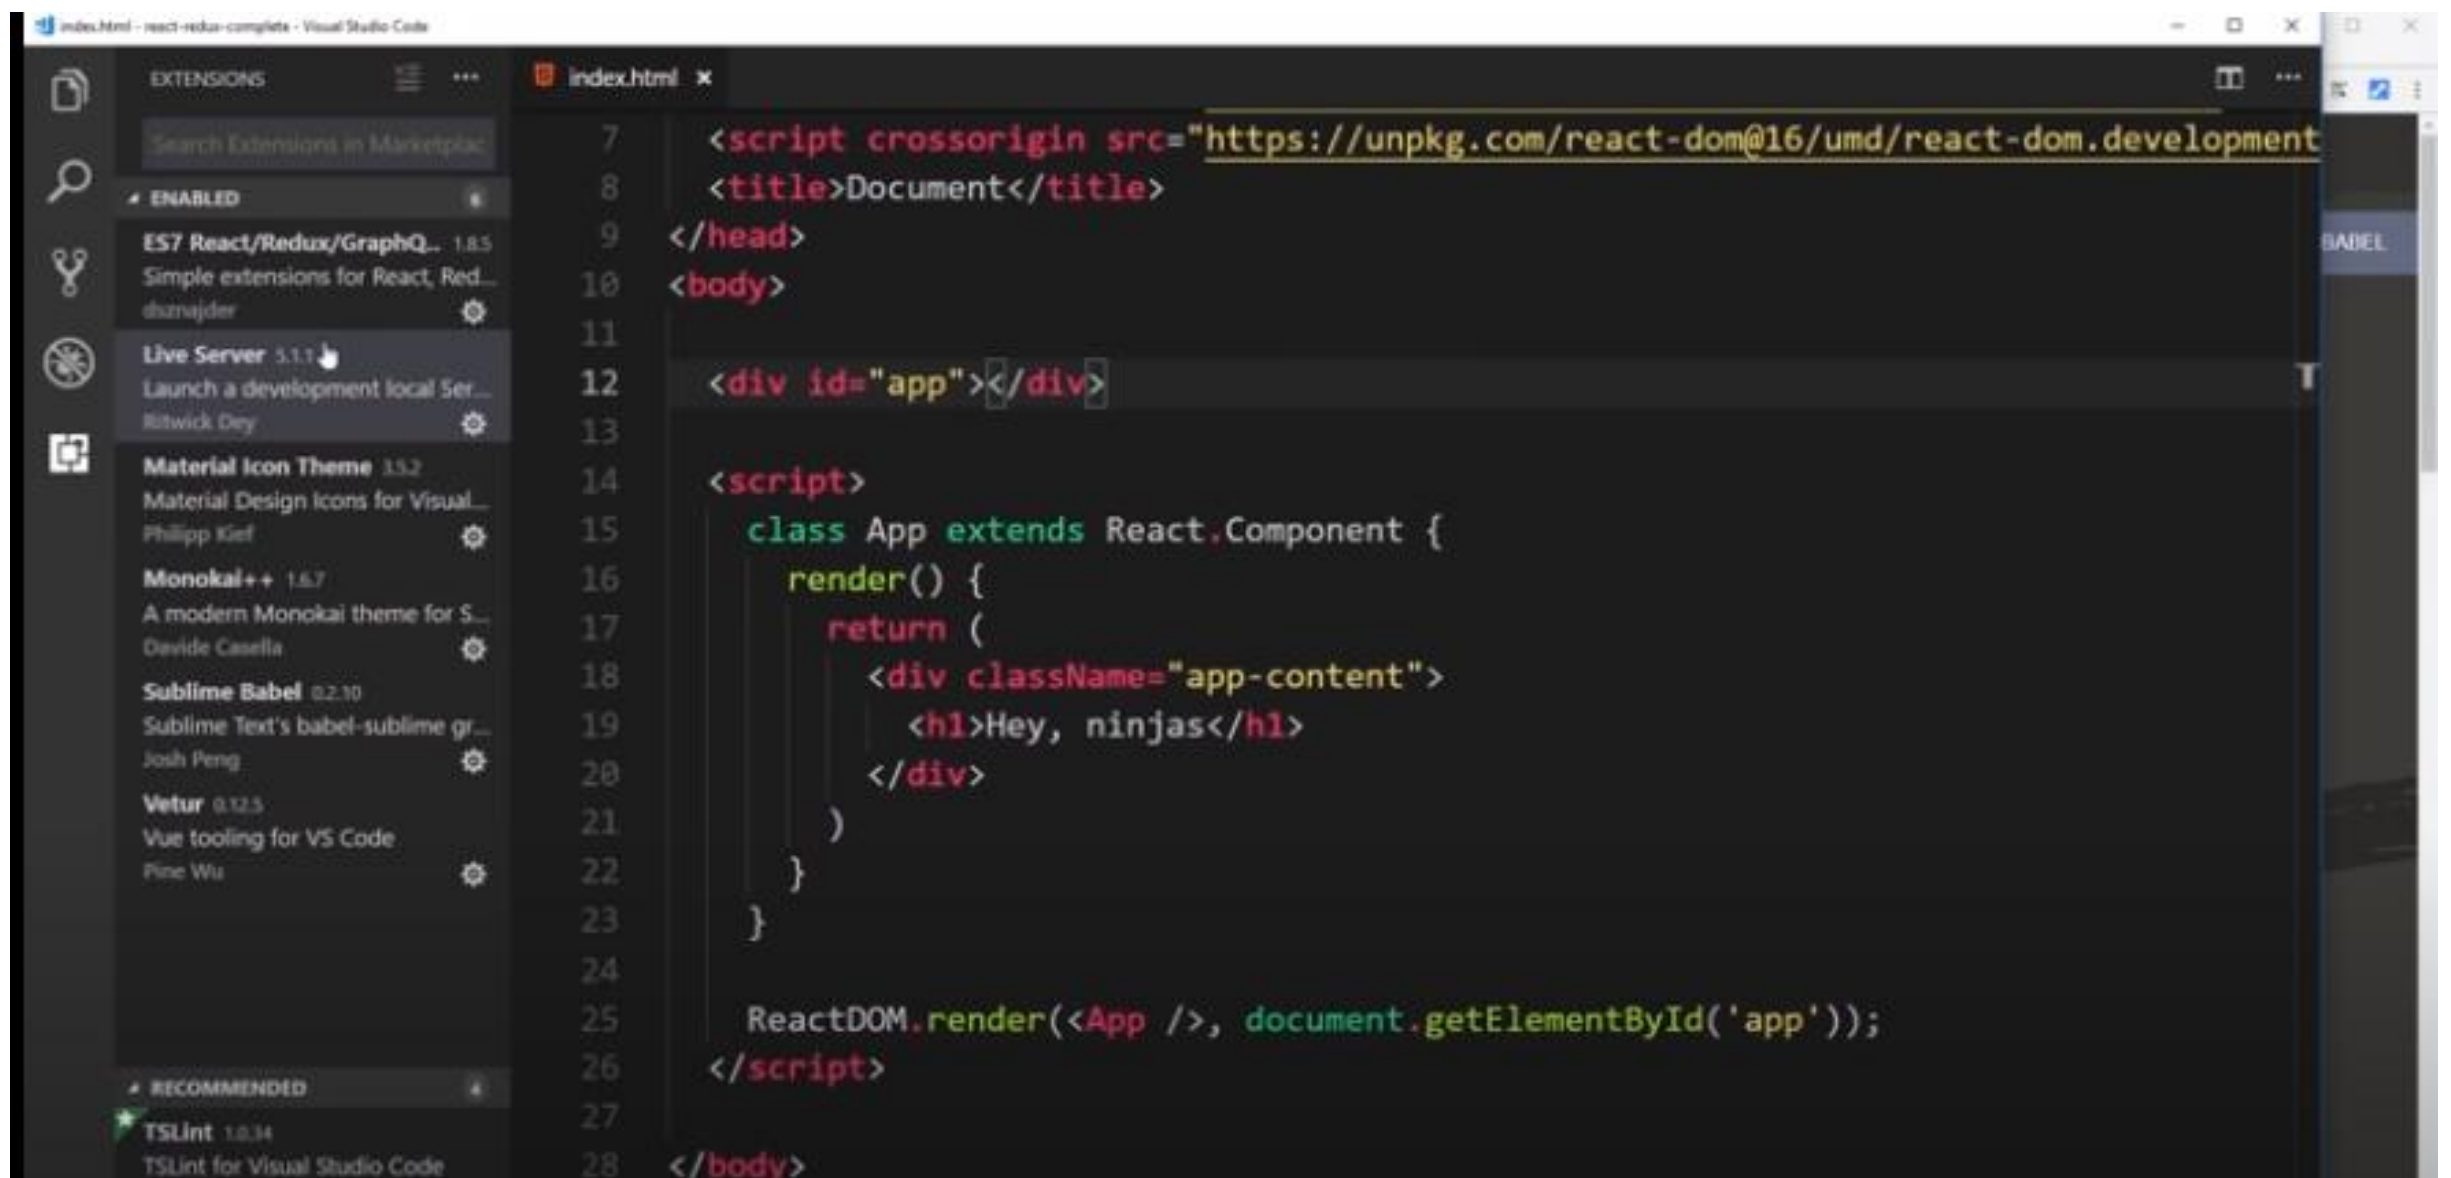 index.html - react-redux-complete - Visual Studio Code
EXTENSIONS
Search Extensions in Marketplac
ENABLED
6
ES7 React/Redux/GraphQ... 1.8.5
Simple extensions for React, Red...
dsznajder
Live Server 5.1.1
Launch a development local Ser...
Ritwick Dey
Material Icon Theme 3.5.2
Material Design Icons for Visual...
Philipp Kief
Monokai++ 1.6.7
A modern Monokai theme for S...
Davide Casella
Sublime Babel 0.2.10
Sublime Text's babel-sublime gr...
Josh Peng
Vetur 0.12.5
Vue tooling for VS Code
Pine Wu
RECOMMENDED
4
TSLint 1.0.34
TSLint for Visual Studio Code
index.html
7 <script crossorigin src="https://unpkg.com/react-dom@16/umd/react-dom.development
8 <title>Document</title>
9 </head>
10 <body>
11
12 <div id="app"></div>
13
14 <script>
15 class App extends React.Component {
16 render() {
17 return (
18 <div className="app-content">
19 <h1>Hey, ninjas</h1>
20 </div>
21 )
22 }
23 }
24
25 ReactDOM.render(<App />, document.getElementById('app'));
26 </script>
27
28 </body>
BABEL